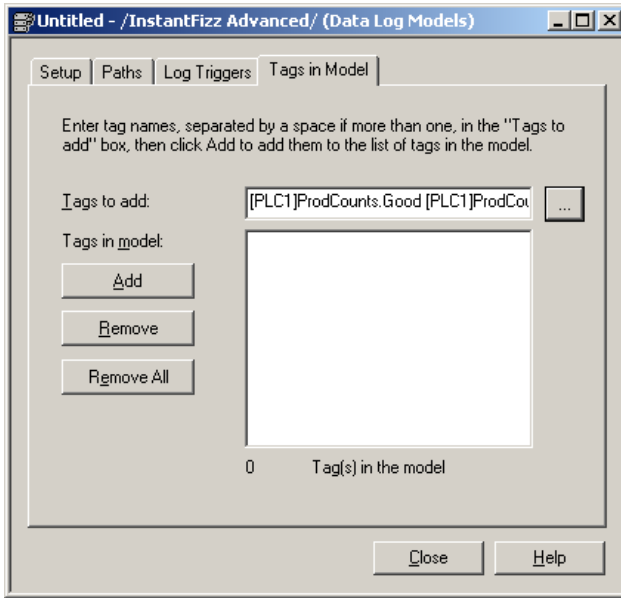 Untitled - /InstantFizz Advanced/ (Data Log Models)
Setup Paths Log Triggers Tags in Model
Enter tag names, separated by a space if more than one, in the "Tags to
add" box, then click Add to add them to the list of tags in the model.
Tags to add: [PLC1]ProdCounts.Good [PLC1]ProdCou ...
Tags in model:
Add
Remove
Remove All
0 Tag(s) in the model
Close Help